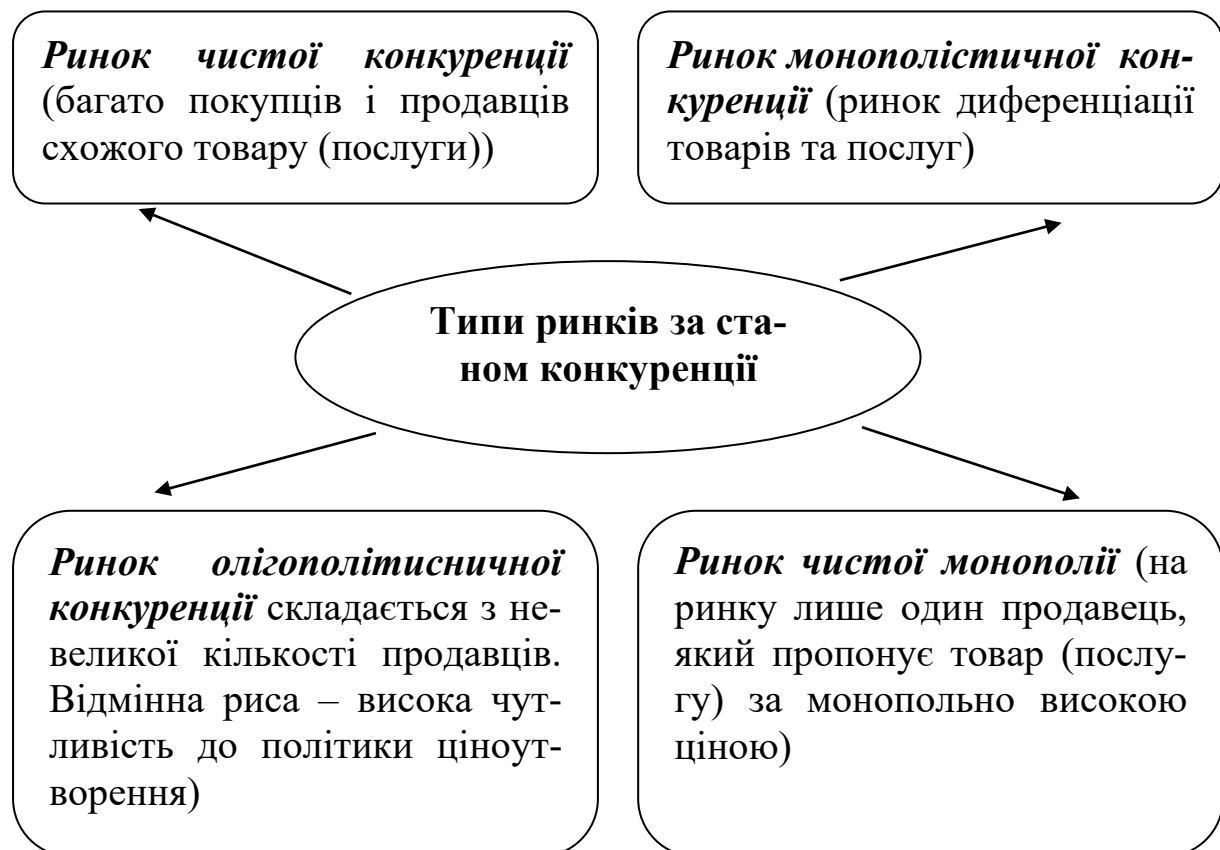 Ринок чистої конкуренції
(багато покупців і продавців
схожого товару (послуги))
Ринок монополістичної кон-
куренції (ринок диференціації
товарів та послуг)
Типи ринків за ста-
ном конкуренції
Ринок олігополітисничної
конкуренції складається з не-
великої кількості продавців.
Відмінна риса – висока чут-
ливість до політики ціноут-
ворення)
Ринок чистої монополії (на
ринку лише один продавець,
який пропонує товар (послу-
гу) за монопольно високою
ціною)